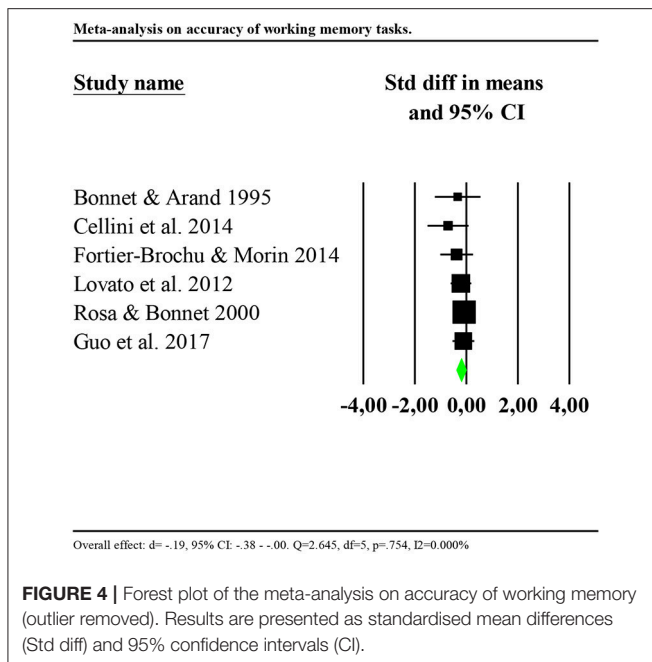 Meta-analysis on accuracy of working memory tasks.
Study name
Std diff in means
and 95% CI
Bonnet & Arand 1995
Cellini et al. 2014
Fortier-Brochu & Morin 2014
Lovato et al. 2012
Rosa & Bonnet 2000
Guo et al. 2017
-4,00 -2,00 0,00 2,00 4,00
Overall effect: d= -.19, 95% CI: -.38 - -.00. Q=2.645, df=5, p=.754, I2=0.000%
FIGURE 4 | Forest plot of the meta-analysis on accuracy of working memory
(outlier removed). Results are presented as standardised mean differences
(Std diff) and 95% confidence intervals (CI).